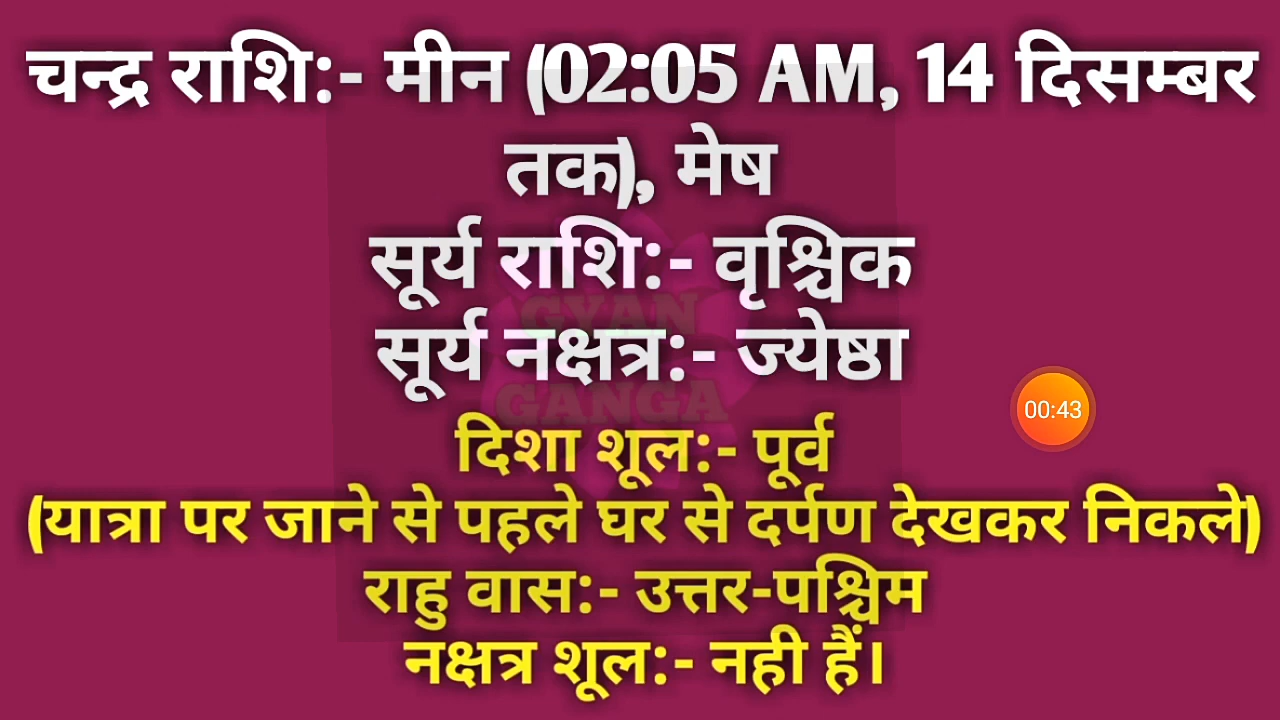 चन्द्र राशि:- मीन (02:05 AM, 14 दिसम्बर
तक), मेष
सूर्य राशि:- वृश्चिक
GYAN
सूर्य नक्षत्र:- ज्येष्ठा
GANGA
00:43
दिशा शूल:- पूर्व
(यात्रा पर जाने से पहले घर से दर्पण देखकर निकले)
राहु वास:- उत्तर-पश्चिम
नक्षत्र शूल:- नही हैं।